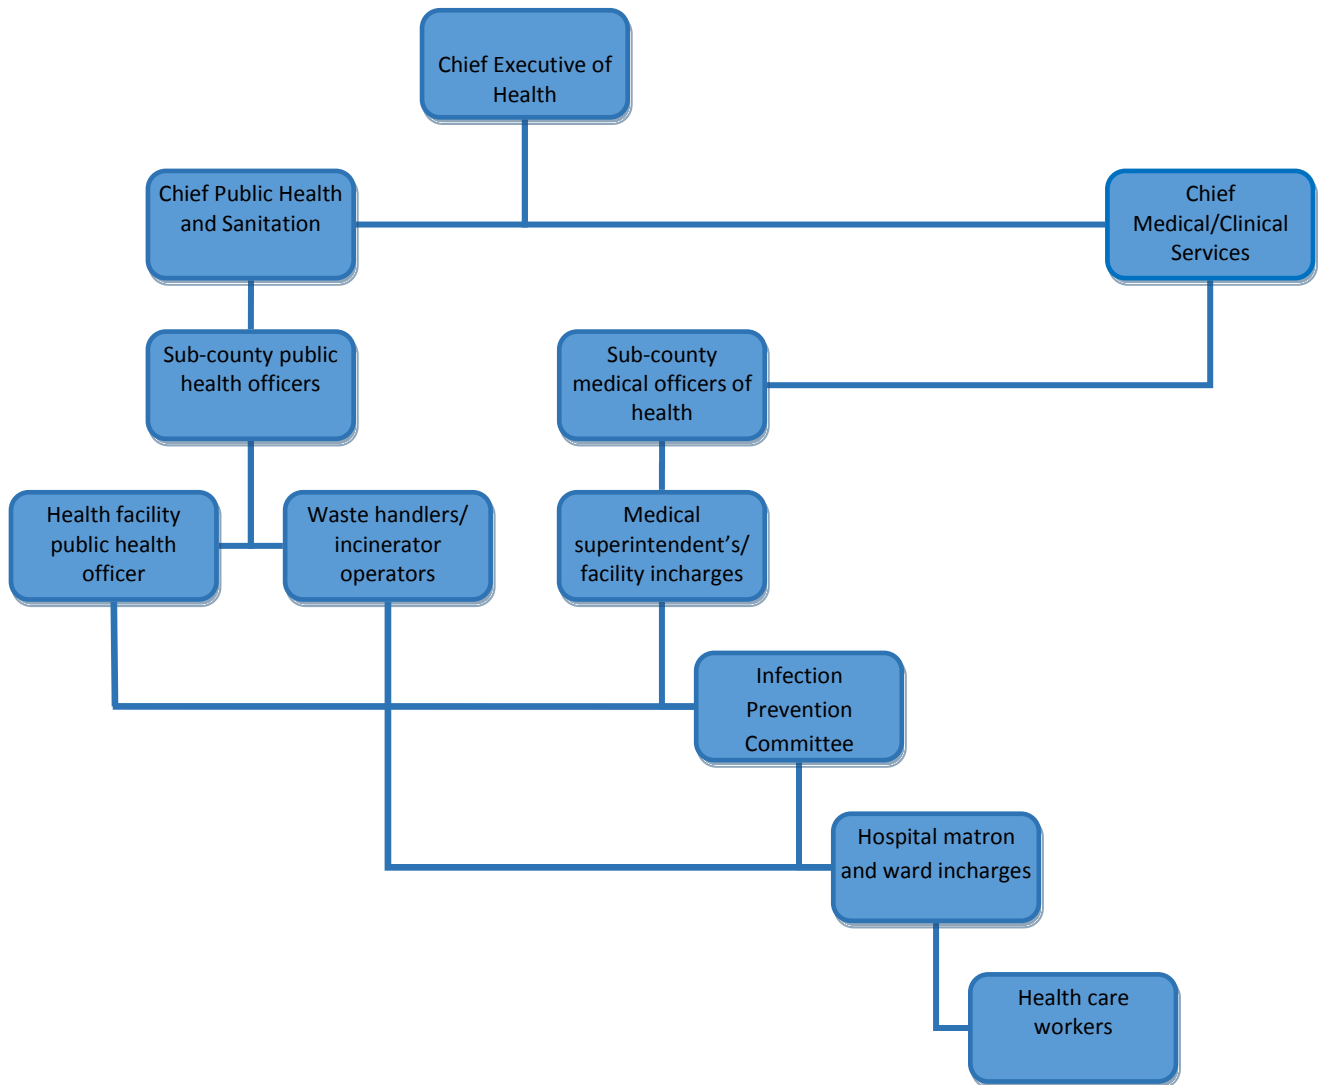 Chief Executive of
Health
Chief Public Health
and Sanitation
Chief
Medical/Clinical
Services
Sub-county public
health officers
Sub-county
medical officers of
health
Health facility
public health
officer
Waste handlers/
incinerator
operators
Medical
superintendent’s/
facility incharges
Infection
Prevention
Committee
Hospital matron
and ward incharges
Health care
workers